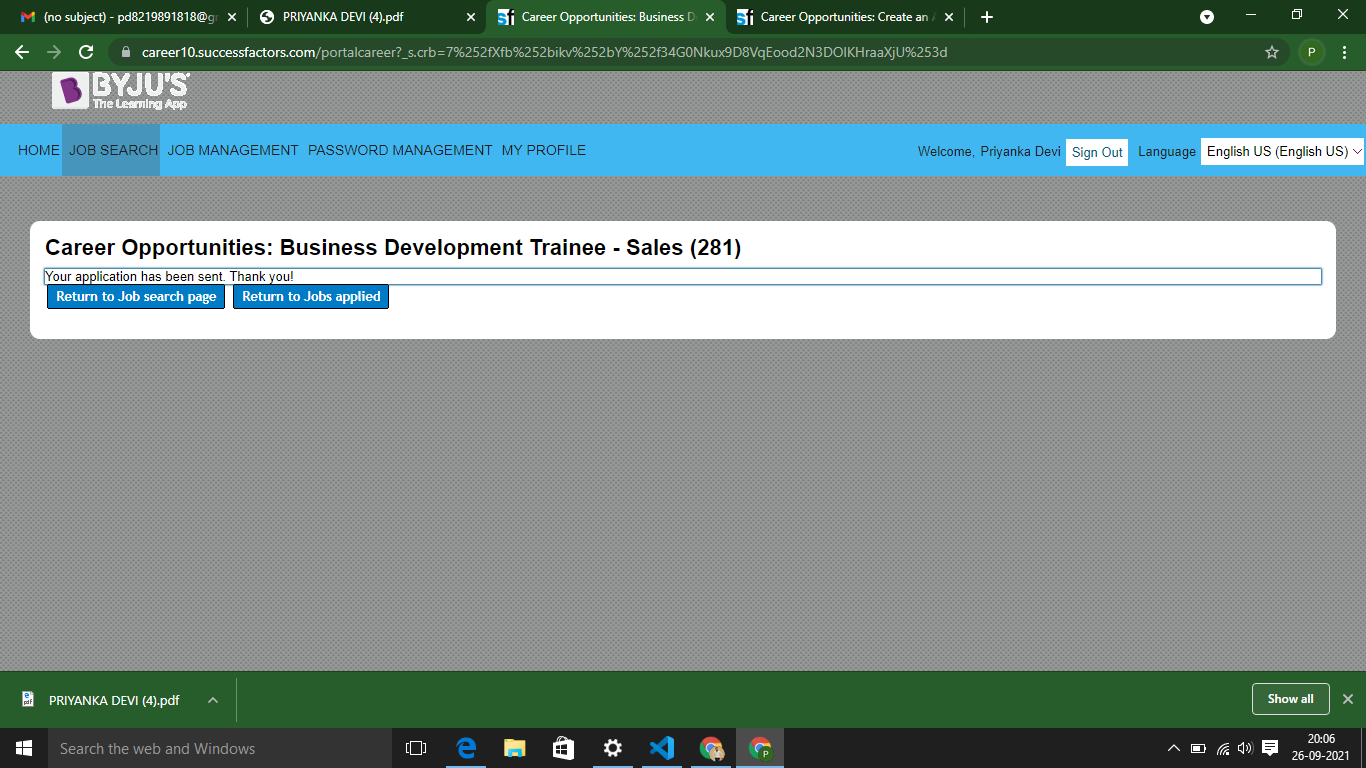 (no subject) - pd8219891818@gr
PRIYANKA DEVI (4).pdf
Career Opportunities: Business D
Career Opportunities: Create an A
career10.successfactors.com/portalcareer?_s.crb=7%252fXfb%252bikv%252bY%252f34G0Nkux9D8VqEood2N3DOIKHraaXjU%253d
P
BYJU'S
The Learning App
HOME JOB SEARCH JOB MANAGEMENT PASSWORD MANAGEMENT MY PROFILE
Welcome, Priyanka Devi Sign Out Language English US (English US)
Career Opportunities: Business Development Trainee - Sales (281)
Your application has been sent. Thank you!
Return to Job search page Return to Jobs applied
PRIYANKA DEVI (4).pdf
Show all
Search the web and Windows
20:06
26-09-2021